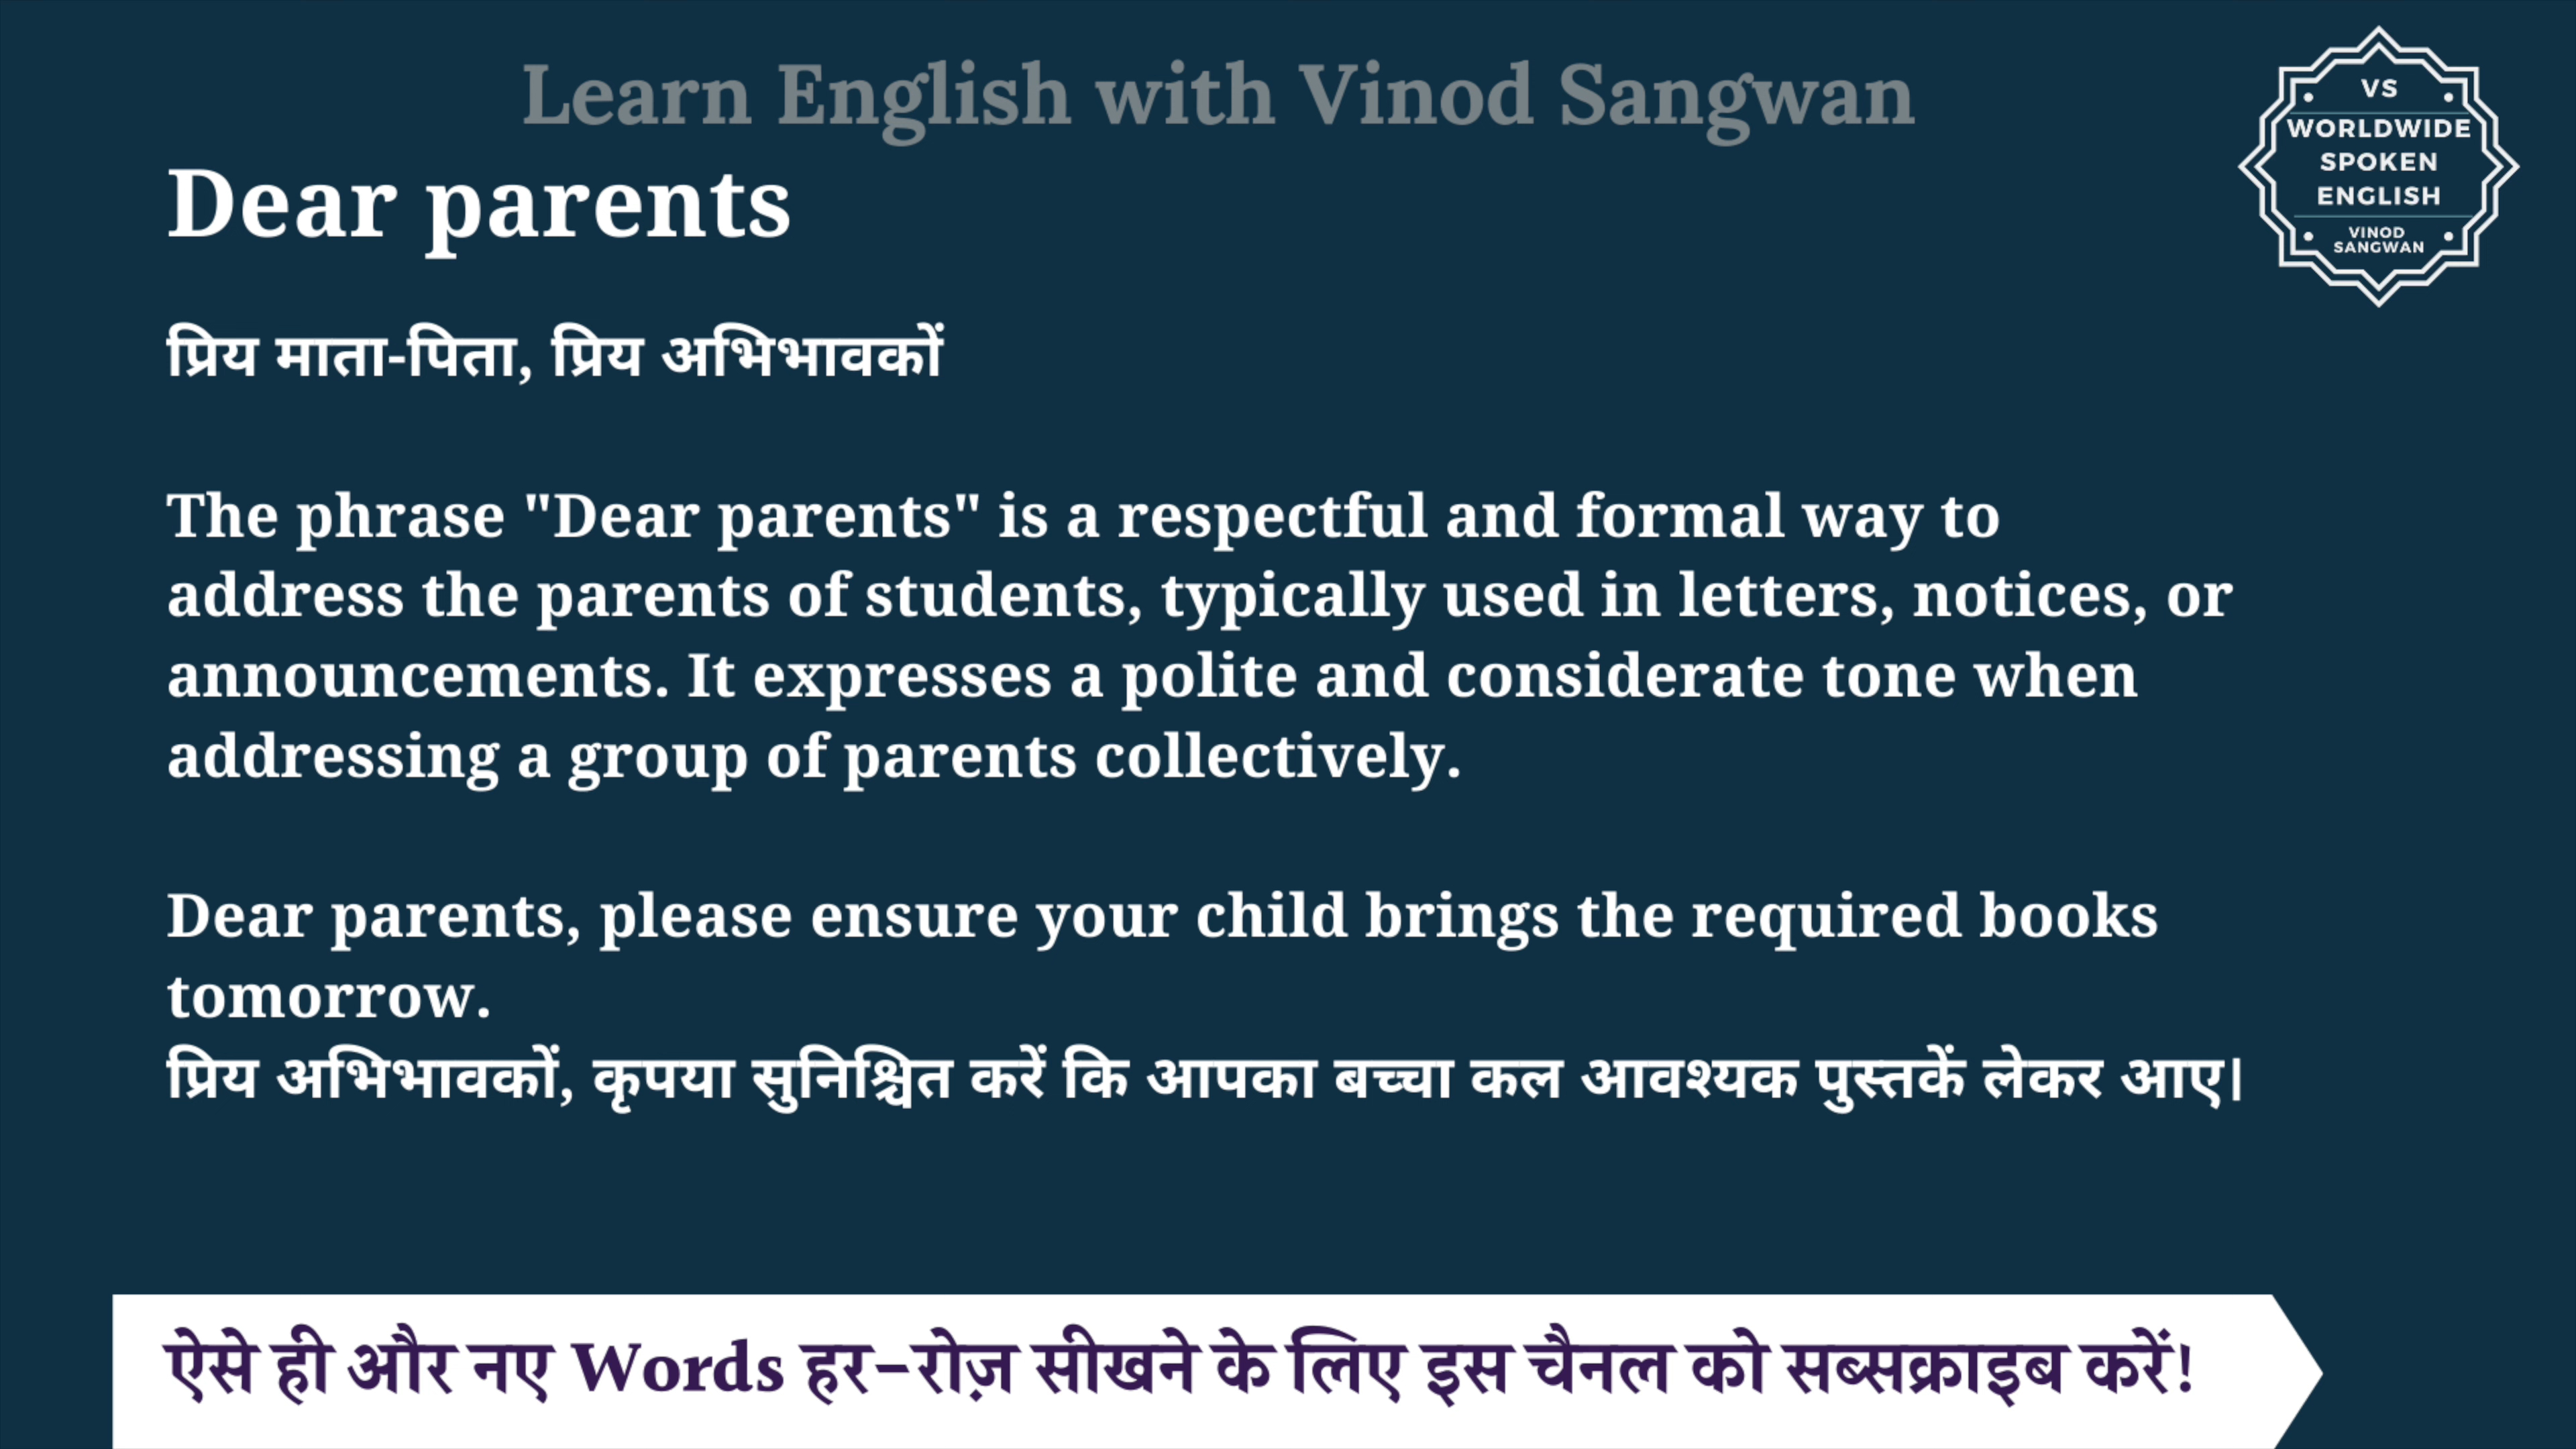 Learn English with Vinod Sangwan
VS
WORLDWIDE
SPOKEN
ENGLISH
VINOD
SANGWAN
Dear parents
प्रिय माता-पिता, प्रिय अभिभावकों
The phrase "Dear parents" is a respectful and formal way to
address the parents of students, typically used in letters, notices, or
announcements. It expresses a polite and considerate tone when
addressing a group of parents collectively.
Dear parents, please ensure your child brings the required books
tomorrow.
प्रिय अभिभावकों, कृपया सुनिश्चित करें कि आपका बच्चा कल आवश्यक पुस्तकें लेकर आए।
ऐसे ही और नए Words हर-रोज़ सीखने के लिए इस चैनल को सब्सक्राइब करें!